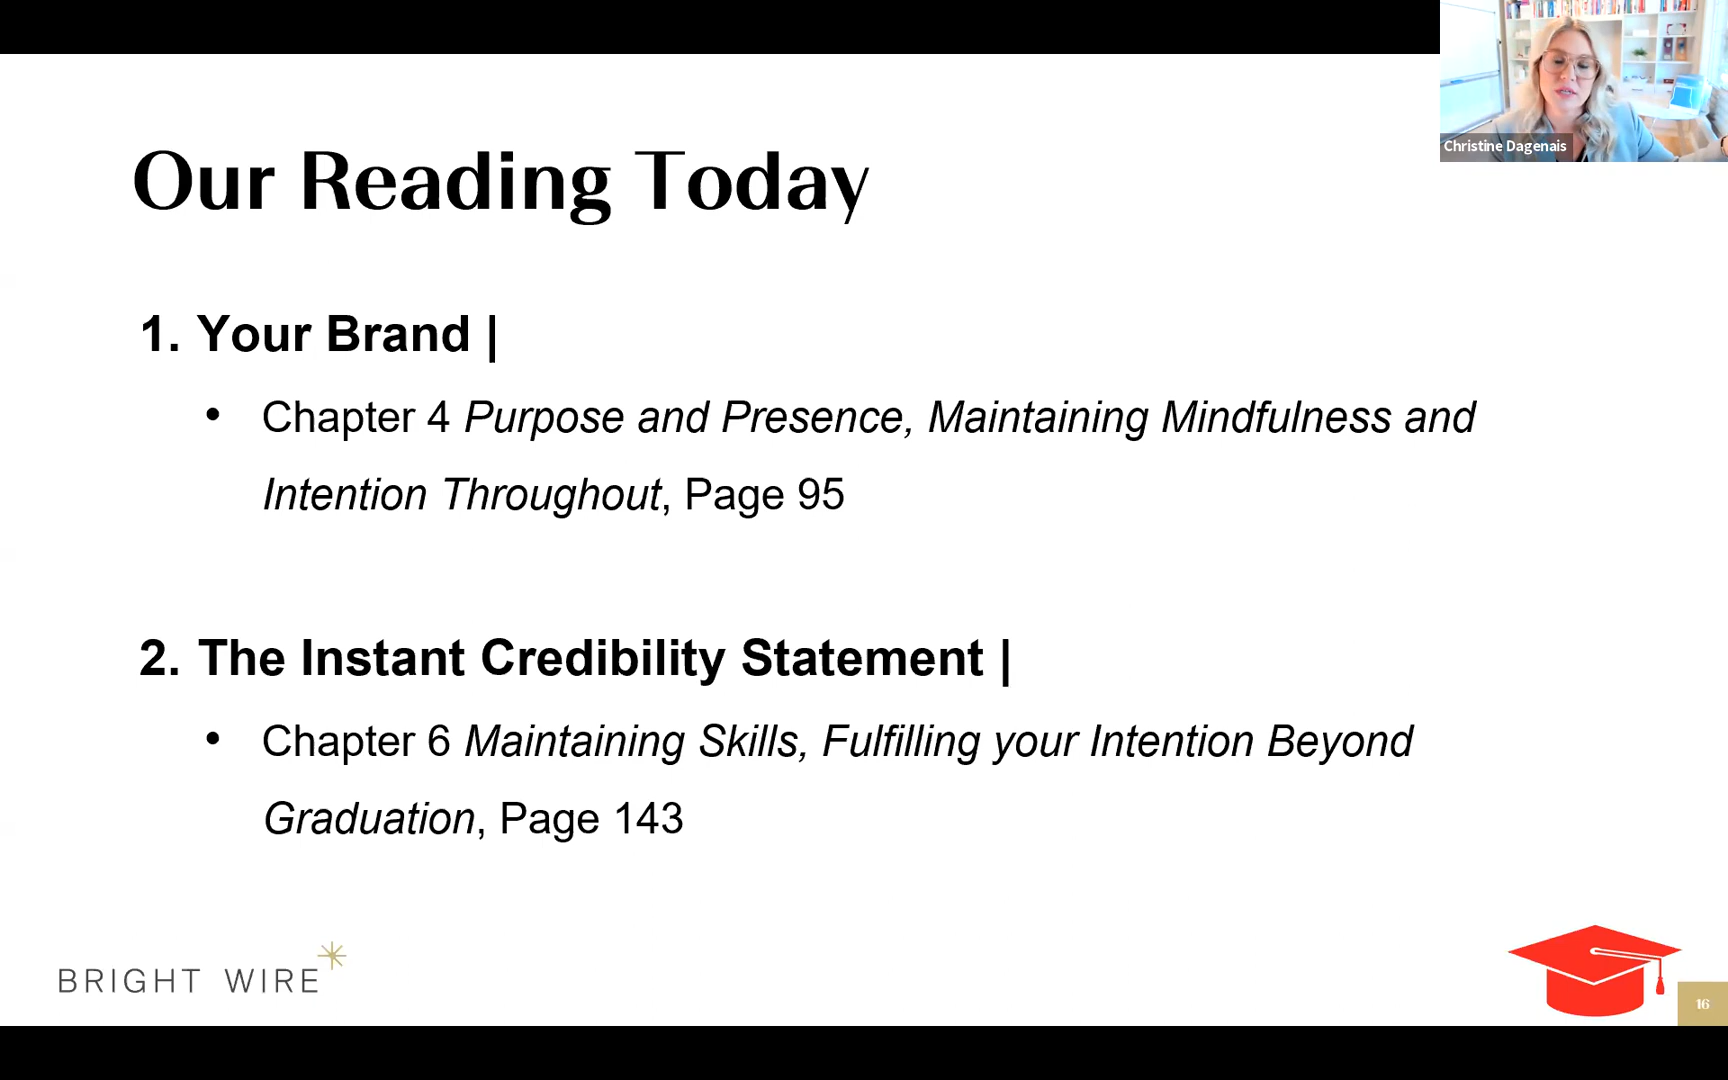 Christine Dagenais
Our Reading Today
1. Your Brand |
• Chapter 4 Purpose and Presence, Maintaining Mindfulness and
Intention Throughout, Page 95
2. The Instant Credibility Statement |
• Chapter 6 Maintaining Skills, Fulfilling your Intention Beyond
Graduation, Page 143
BRIGHT WIRE
16